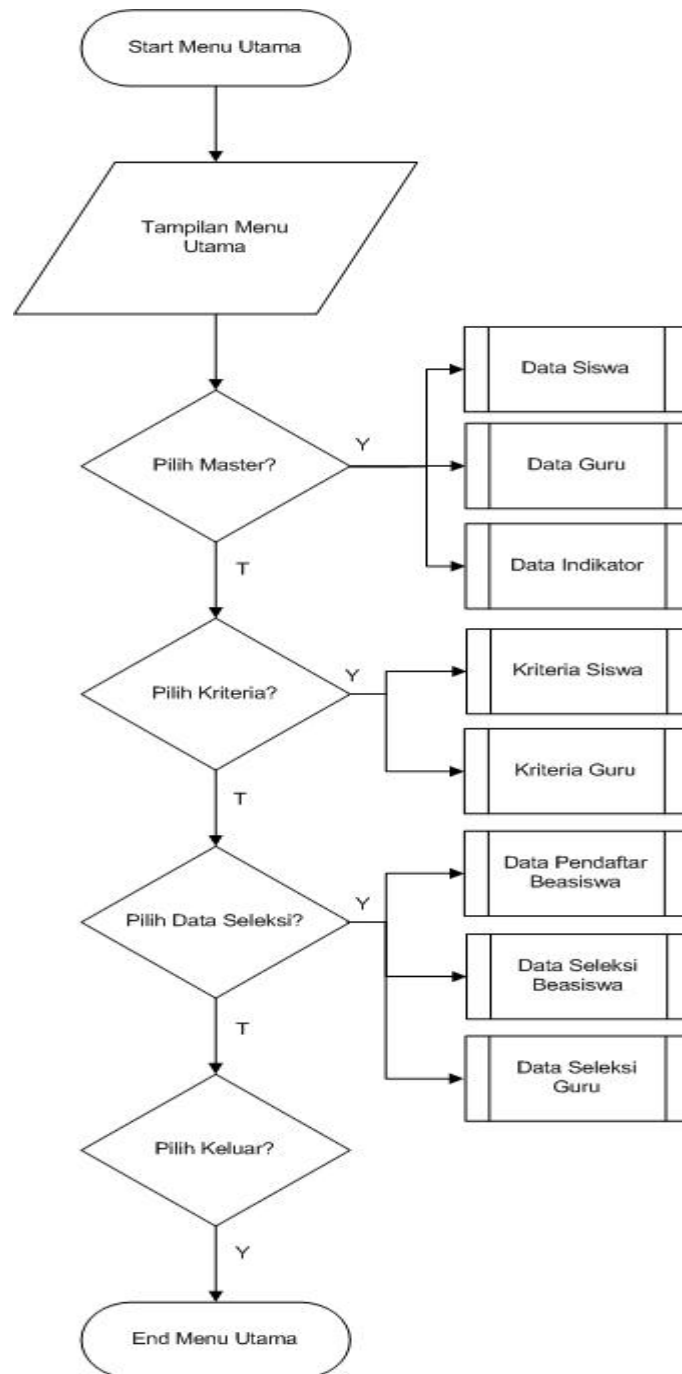 Start Menu Utama
Tampilan Menu
Utama
Data Siswa
Pilih Master?
Y
Data Guru
Data Indikator
T
Pilih Kriteria?
Y
Kriteria Siswa
Kriteria Guru
T
Pilih Data Seleksi?
Y
Data Pendaftar
Beasiswa
Data Seleksi
Beasiswa
Data Seleksi
Guru
T
Pilih Keluar?
Y
End Menu Utama